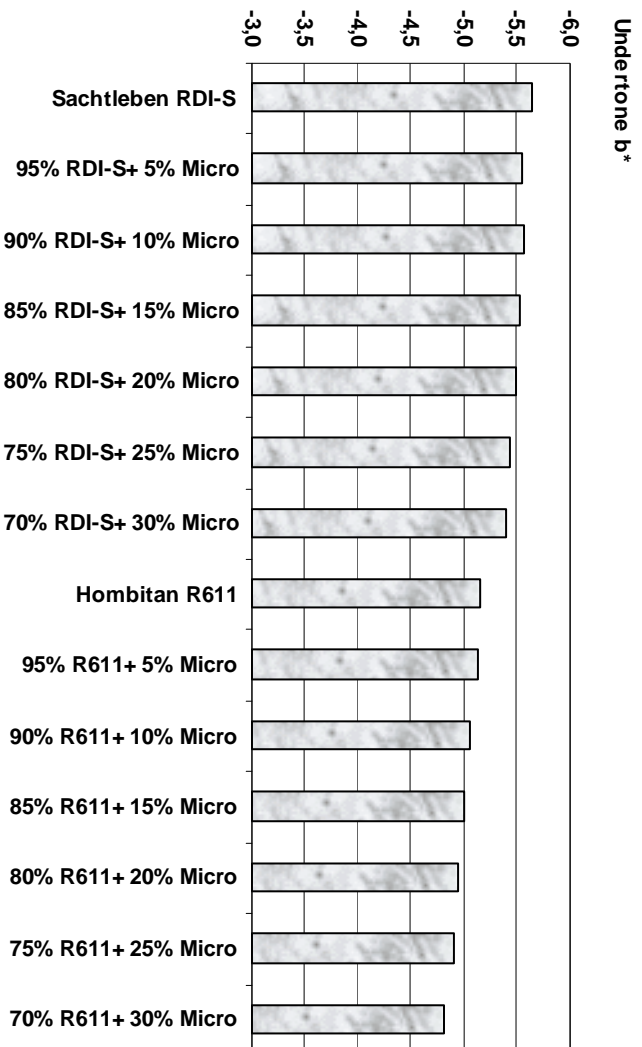 Undertone b*
-3,0
-3,5
-4,0
-4,5
-5,0
-5,5
-6,0
Sachtleben RDI-S
95% RDI-S+ 5% Micro
90% RDI-S+ 10% Micro
85% RDI-S+ 15% Micro
80% RDI-S+ 20% Micro
75% RDI-S+ 25% Micro
70% RDI-S+ 30% Micro
Hombitan R611
95% R611+ 5% Micro
90% R611+ 10% Micro
85% R611+ 15% Micro
80% R611+ 20% Micro
75% R611+ 25% Micro
70% R611+ 30% Micro